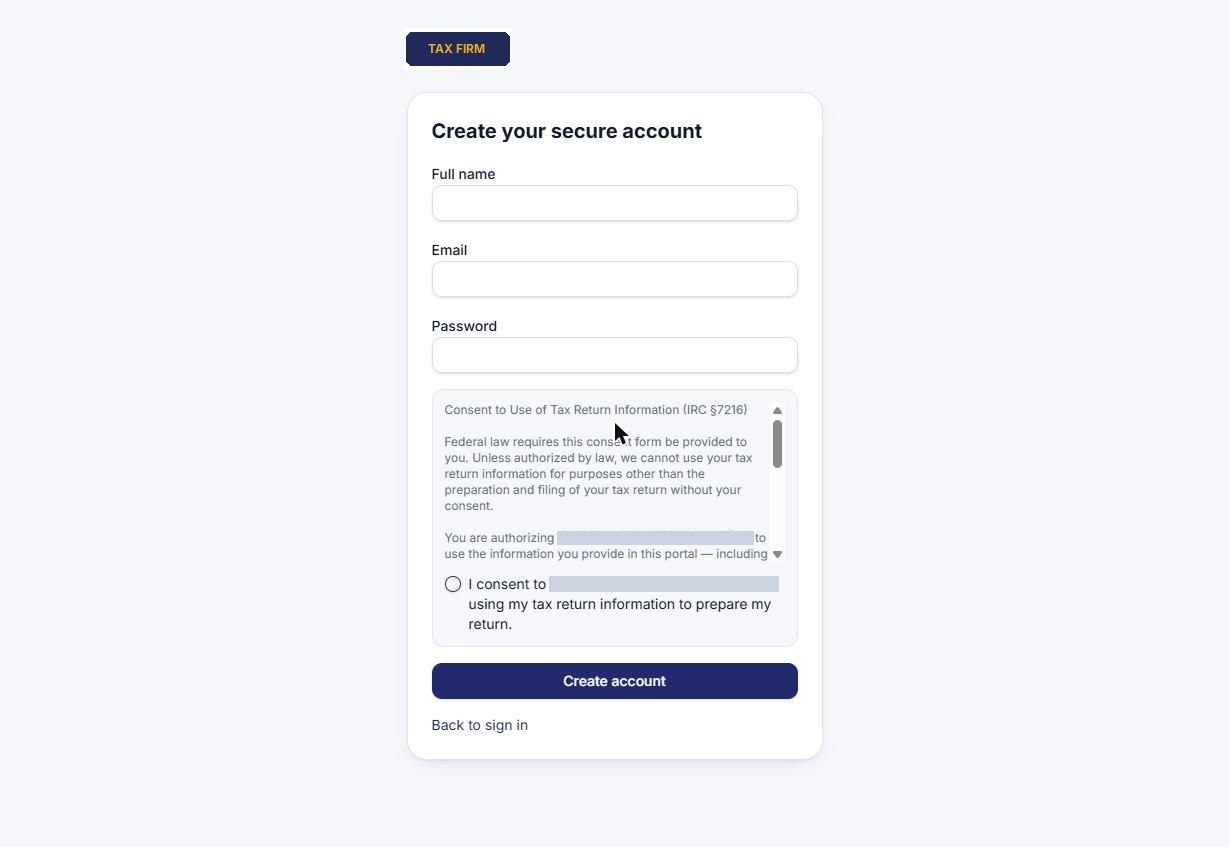 TAX FIRM
Create your secure account
Full name
Email
Password
Consent to Use of Tax Return Information (IRC §7216)
Federal law requires this consent form be provided to
you. Unless authorized by law, we cannot use your tax
return information for purposes other than the
preparation and filing of your tax return without your
consent.
You are authorizing to
use the information you provide in this portal — including
I consent to
using my tax return information to prepare my
return.
Create account
Back to sign in